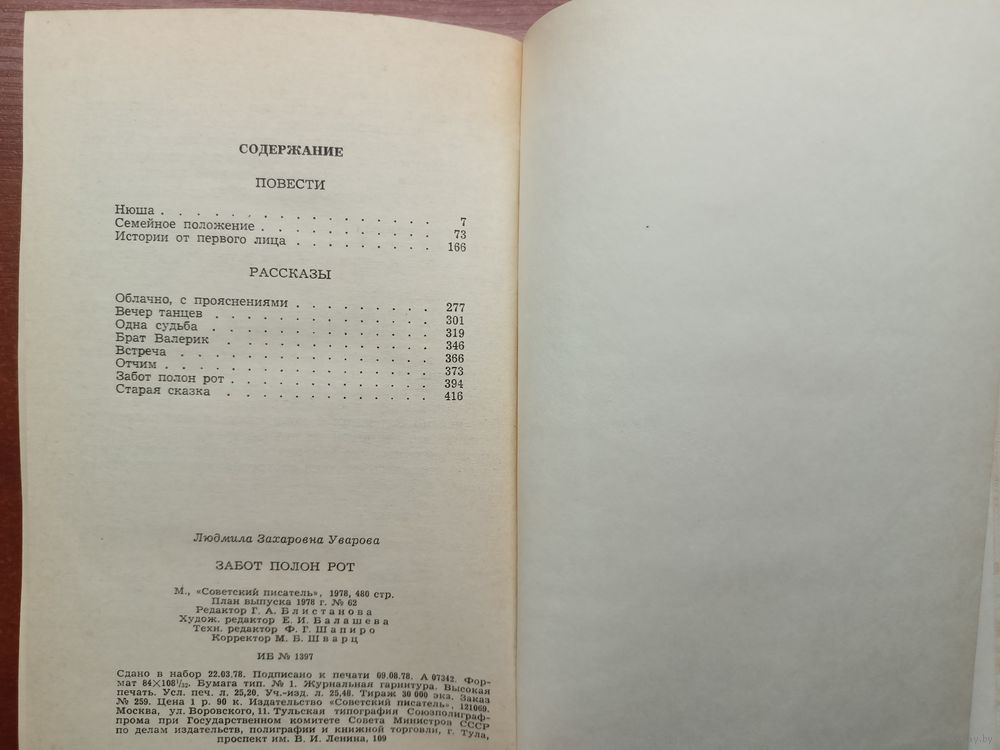 СОДЕРЖАНИЕ
ПОВЕСТИ
Нюша . . . . . . . . . . . . . . . . . . . . 7
Семейное положение . . . . . . . . . . . . 73
Истории от первого лица . . . . . . . . . . 166
РАССКАЗЫ
Облачно, с прояснениями . . . . . . . . . . 277
Вечер танцев . . . . . . . . . . . . . . . 301
Одна судьба . . . . . . . . . . . . . . . 319
Брат Валерик . . . . . . . . . . . . . . . 346
Встреча . . . . . . . . . . . . . . . . . 366
Отчим . . . . . . . . . . . . . . . . . . 373
Забот полон рот . . . . . . . . . . . . . . 394
Старая сказка . . . . . . . . . . . . . . 416
Людмила Захаровна Уварова
ЗАБОТ ПОЛОН РОТ
М., «Советский писатель», 1978, 480 стр.
План выпуска 1978 г. № 62
Редактор Г. А. Блистанова
Худож. редактор Е. И. Балашева
Техн. редактор Ф. Г. Шапиро
Корректор М. Б. Шварц
ИБ № 1397
Сдано в набор 22.03.78. Подписано к печати 09.08.78. А 07342. Фор-
мат 84×108¹/₃₂. Бумага тип. № 1. Журнальная гарнитура. Высокая
печать. Усл. печ. л. 25,20. Уч.-изд. л. 25,48. Тираж 30 000 экз. Заказ
№ 259. Цена 1 р. 90 к. Издательство «Советский писатель», 121069.
Москва, ул. Воровского, 11. Тульская типография Союзполиграф-
прома при Государственном комитете Совета Министров СССР
по делам издательств, полиграфии и книжной торговли, г. Тула,
проспект им. В. И. Ленина, 109